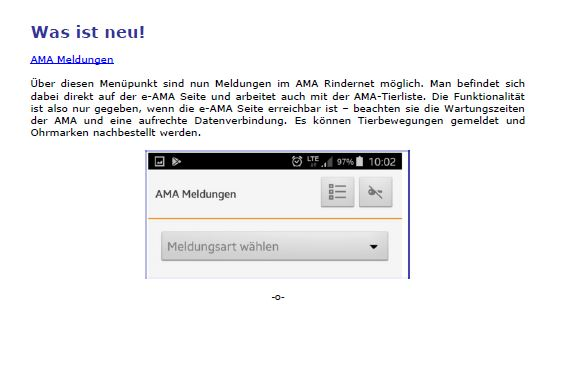 Was ist neu!
AMA Meldungen
Über diesen Menüpunkt sind nun Meldungen im AMA Rindernet möglich. Man befindet sich
dabei direkt auf der e-AMA Seite und arbeitet auch mit der AMA-Tierliste. Die Funktionalität
ist also nur gegeben, wenn die e-AMA Seite erreichbar ist – beachten sie die Wartungszeiten
der AMA und eine aufrechte Datenverbindung. Es können Tierbewegungen gemeldet und
Ohrmarken nachbestellt werden.
LTE 97% 10:02
AMA Meldungen
Meldungsart wählen
-o-